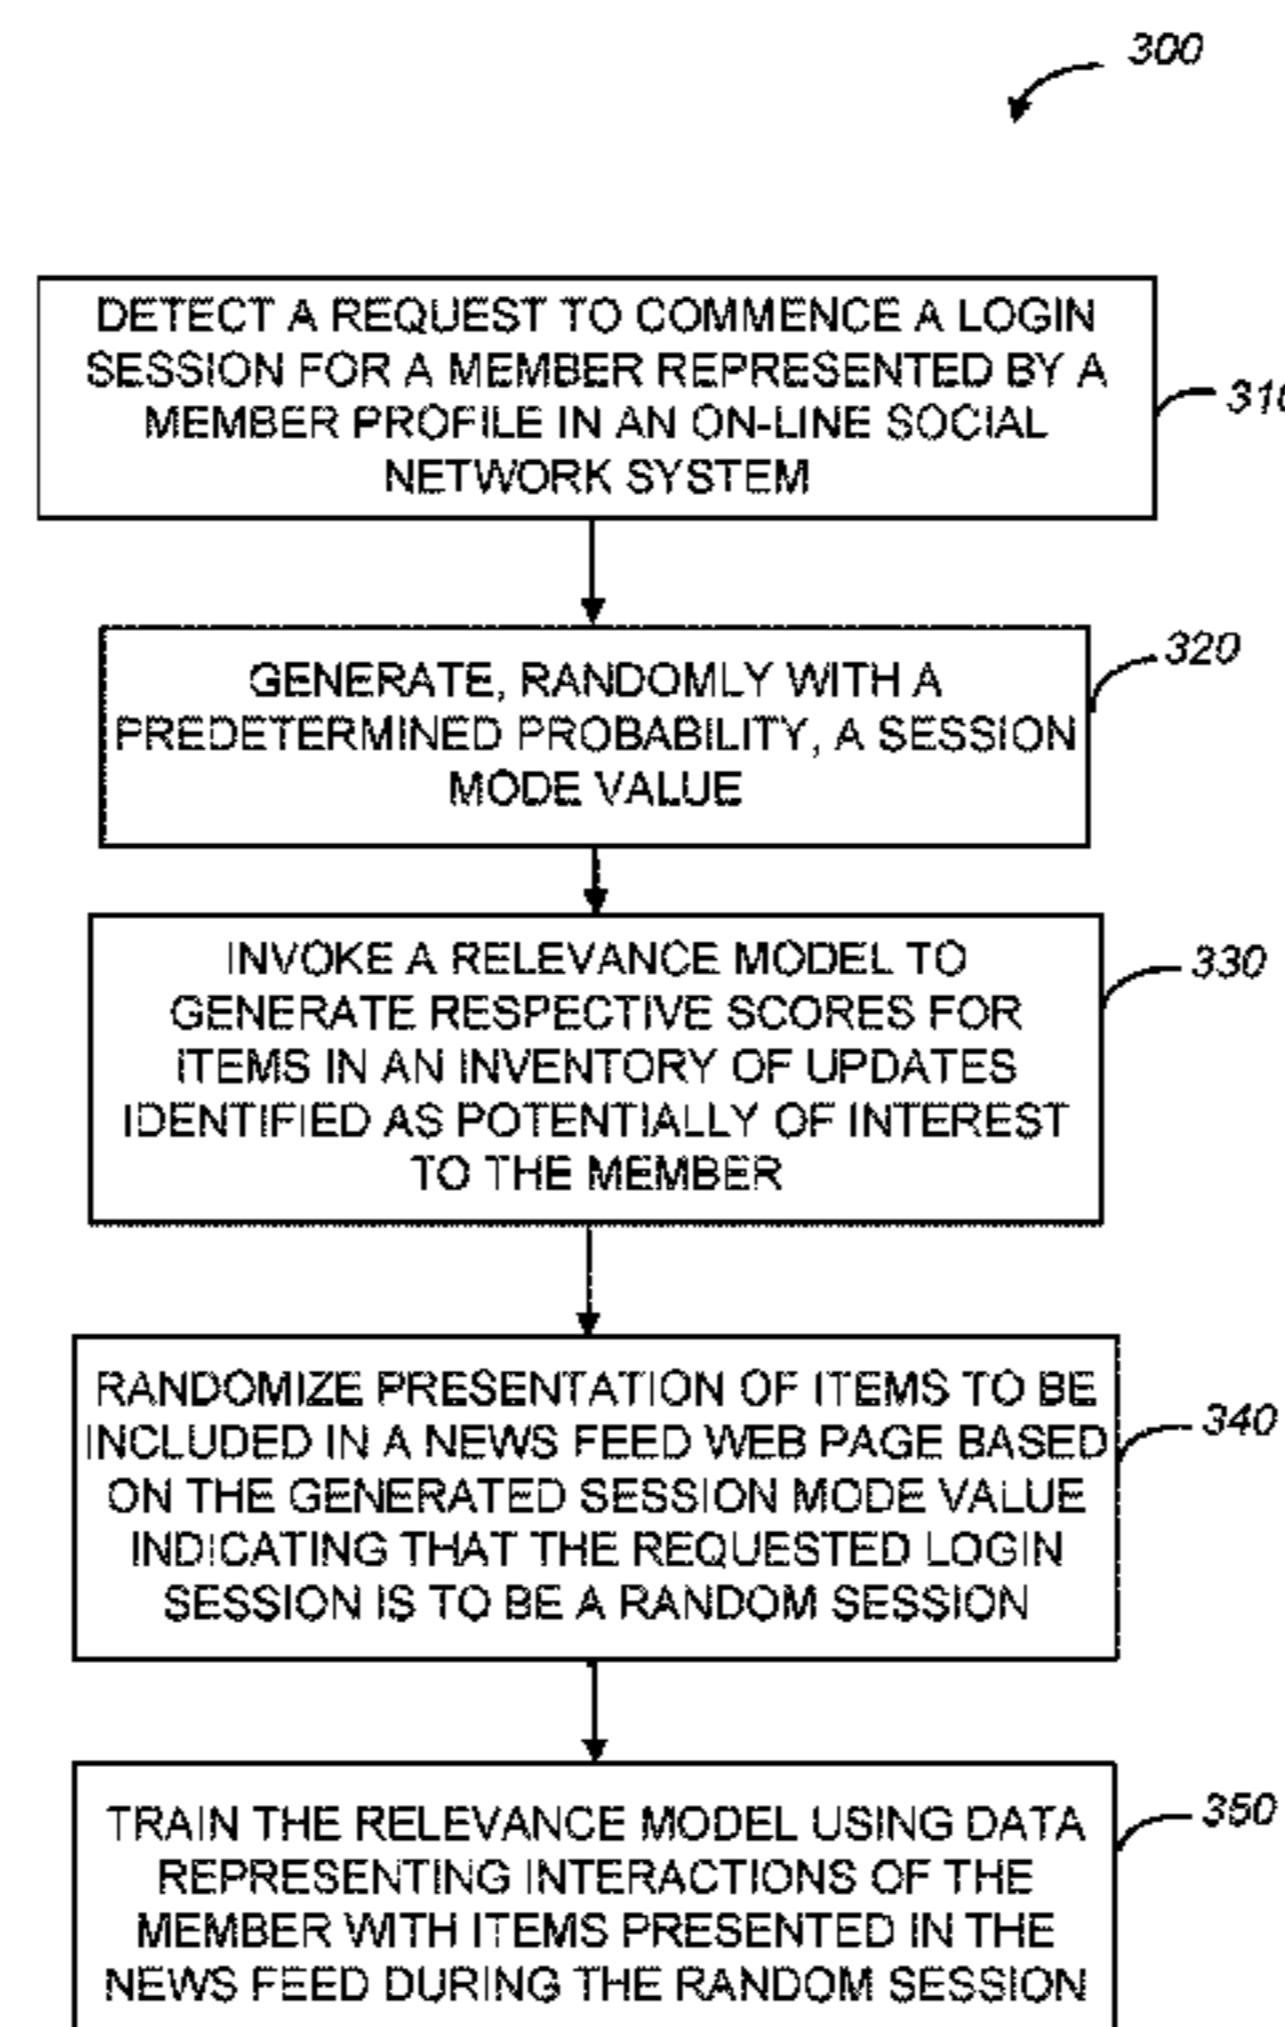 300
DETECT A REQUEST TO COMMENCE A LOGIN
SESSION FOR A MEMBER REPRESENTED BY A
MEMBER PROFILE IN AN ON-LINE SOCIAL
NETWORK SYSTEM
310
GENERATE, RANDOMLY WITH A
PREDETERMINED PROBABILITY, A SESSION
MODE VALUE
320
INVOKE A RELEVANCE MODEL TO
GENERATE RESPECTIVE SCORES FOR
ITEMS IN AN INVENTORY OF UPDATES
IDENTIFIED AS POTENTIALLY OF INTEREST
TO THE MEMBER
330
RANDOMIZE PRESENTATION OF ITEMS TO BE
INCLUDED IN A NEWS FEED WEB PAGE BASED
ON THE GENERATED SESSION MODE VALUE
INDICATING THAT THE REQUESTED LOGIN
SESSION IS TO BE A RANDOM SESSION
340
TRAIN THE RELEVANCE MODEL USING DATA
REPRESENTING INTERACTIONS OF THE
MEMBER WITH ITEMS PRESENTED IN THE
NEWS FEED DURING THE RANDOM SESSION
350